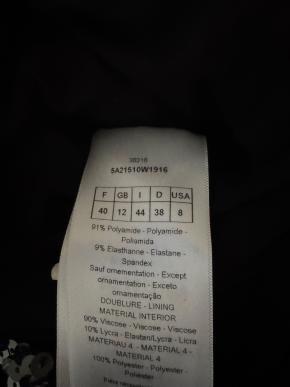 38216
5A21510W1916
F GB I D USA
40 12 44 38 8
91% Polyamide - Polyamide -
Poliamida
9% Elasthanne - Elastane -
Spandex
Sauf ornementation - Except
ornamentation - Exceto
ornamentação
DOUBLURE - LINING
MATERIAL INTERIOR
90% Viscose - Viscose - Viscose
10% Lycra - Elastan/Lycra - Licra
MATERIAU 4 - MATERIAL 4 -
MATERIAL 4
100% Polyester - Polyester -
Polyester